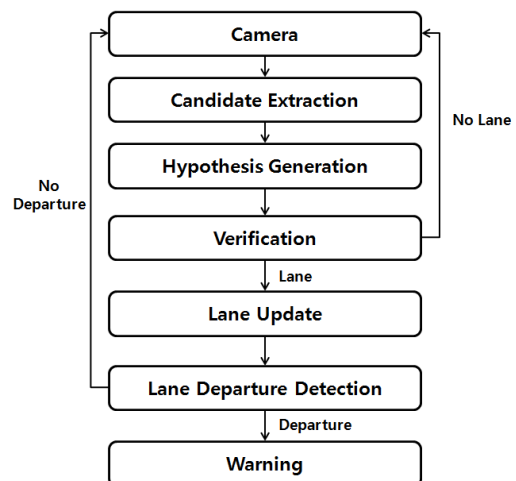 Camera
Candidate Extraction
No Lane
Hypothesis Generation
No
Departure
Verification
Lane
Lane Update
Lane Departure Detection
Departure
Warning